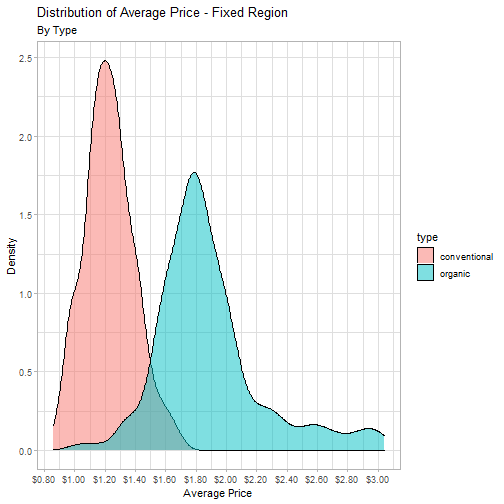 Distribution of Average Price - Fixed Region
By Type
2.5
2.0
1.5
1.0
0.5
0.0
Density
$0.80 $1.00 $1.20 $1.40 $1.60 $1.80 $2.00 $2.20 $2.40 $2.60 $2.80 $3.00
Average Price
type
conventional
organic